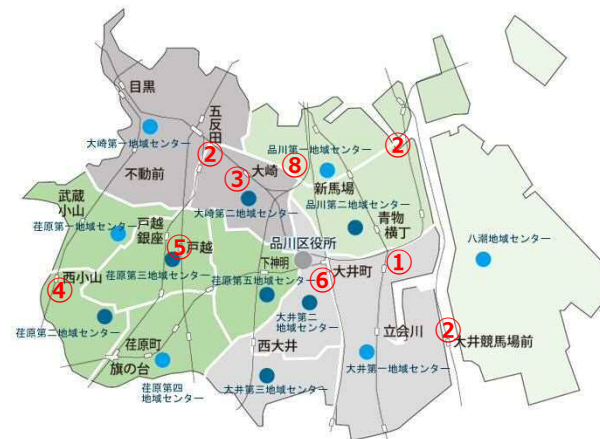 目黒
五反田
大崎第一地域センター
品川第一地域センター
②
②
⑧
不動前
③
大崎
新馬場
武蔵
小山
大崎第二地域センター
品川第二地域センター
荏原第一地域センター
戸越
銀座
⑤
戸越
品川区役所
青物
横丁
八潮地域センター
荏原第三地域センター
下神明
大井町
①
西小山
④
荏原第五地域センター
⑥
荏原第二地域センター
大井第二
地域センター
立会川
②
大井競馬場前
荏原町
西大井
旗の台
大井第一地域センター
荏原第四
地域センター
大井第三地域センター